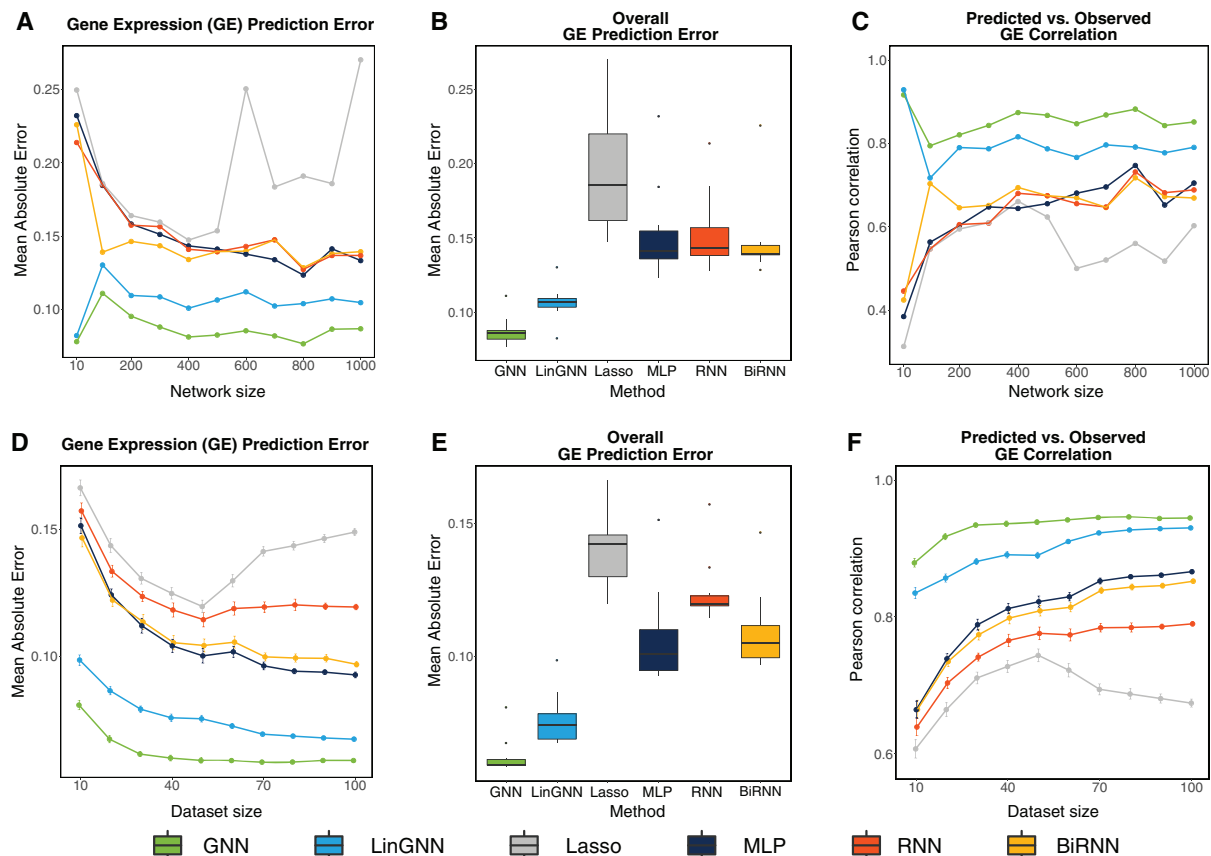 A
Gene Expression (GE) Prediction Error
Mean Absolute Error
0.25
0.20
0.15
0.10
10 200 400 600 800 1000
Network size
B
Overall
GE Prediction Error
Mean Absolute Error
0.25
0.20
0.15
0.10
GNN LinGNN Lasso MLP RNN BiRNN
Method
C
Predicted vs. Observed
GE Correlation
Pearson correlation
1.0
0.8
0.6
0.4
10 200 400 600 800 1000
Network size
D
Gene Expression (GE) Prediction Error
Mean Absolute Error
0.15
0.10
10 40 70 100
Dataset size
E
Overall
GE Prediction Error
Mean Absolute Error
0.15
0.10
GNN LinGNN Lasso MLP RNN BiRNN
Method
F
Predicted vs. Observed
GE Correlation
Pearson correlation
1.0
0.8
0.6
10 40 70 100
Dataset size
GNN LinGNN Lasso MLP RNN BiRNN